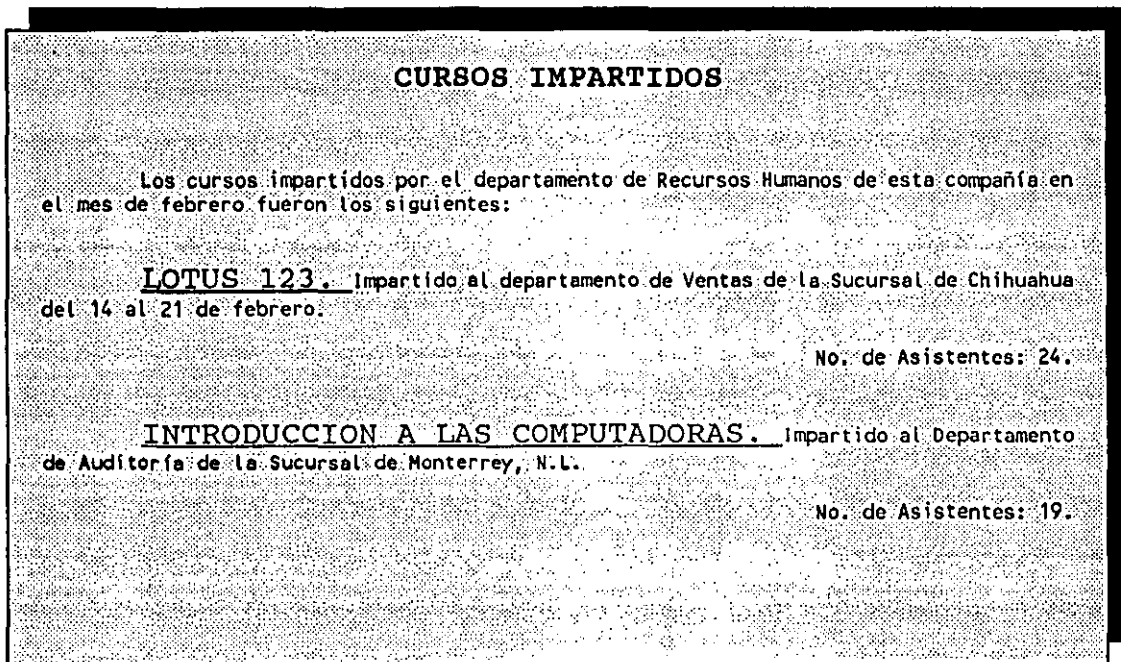 CURSOS IMPARTIDOS
Los cursos impartidos por el departamento de Recursos Humanos de esta compañía en
el mes de febrero fueron los siguientes:
LOTUS 123. Impartido al departamento de Ventas de la Sucursal de Chihuahua
del 14 al 21 de febrero.
No. de Asistentes: 24.
INTRODUCCION A LAS COMPUTADORAS. Impartido al Departamento
de Auditoría de la Sucursal de Monterrey, N.L.
No. de Asistentes: 19.